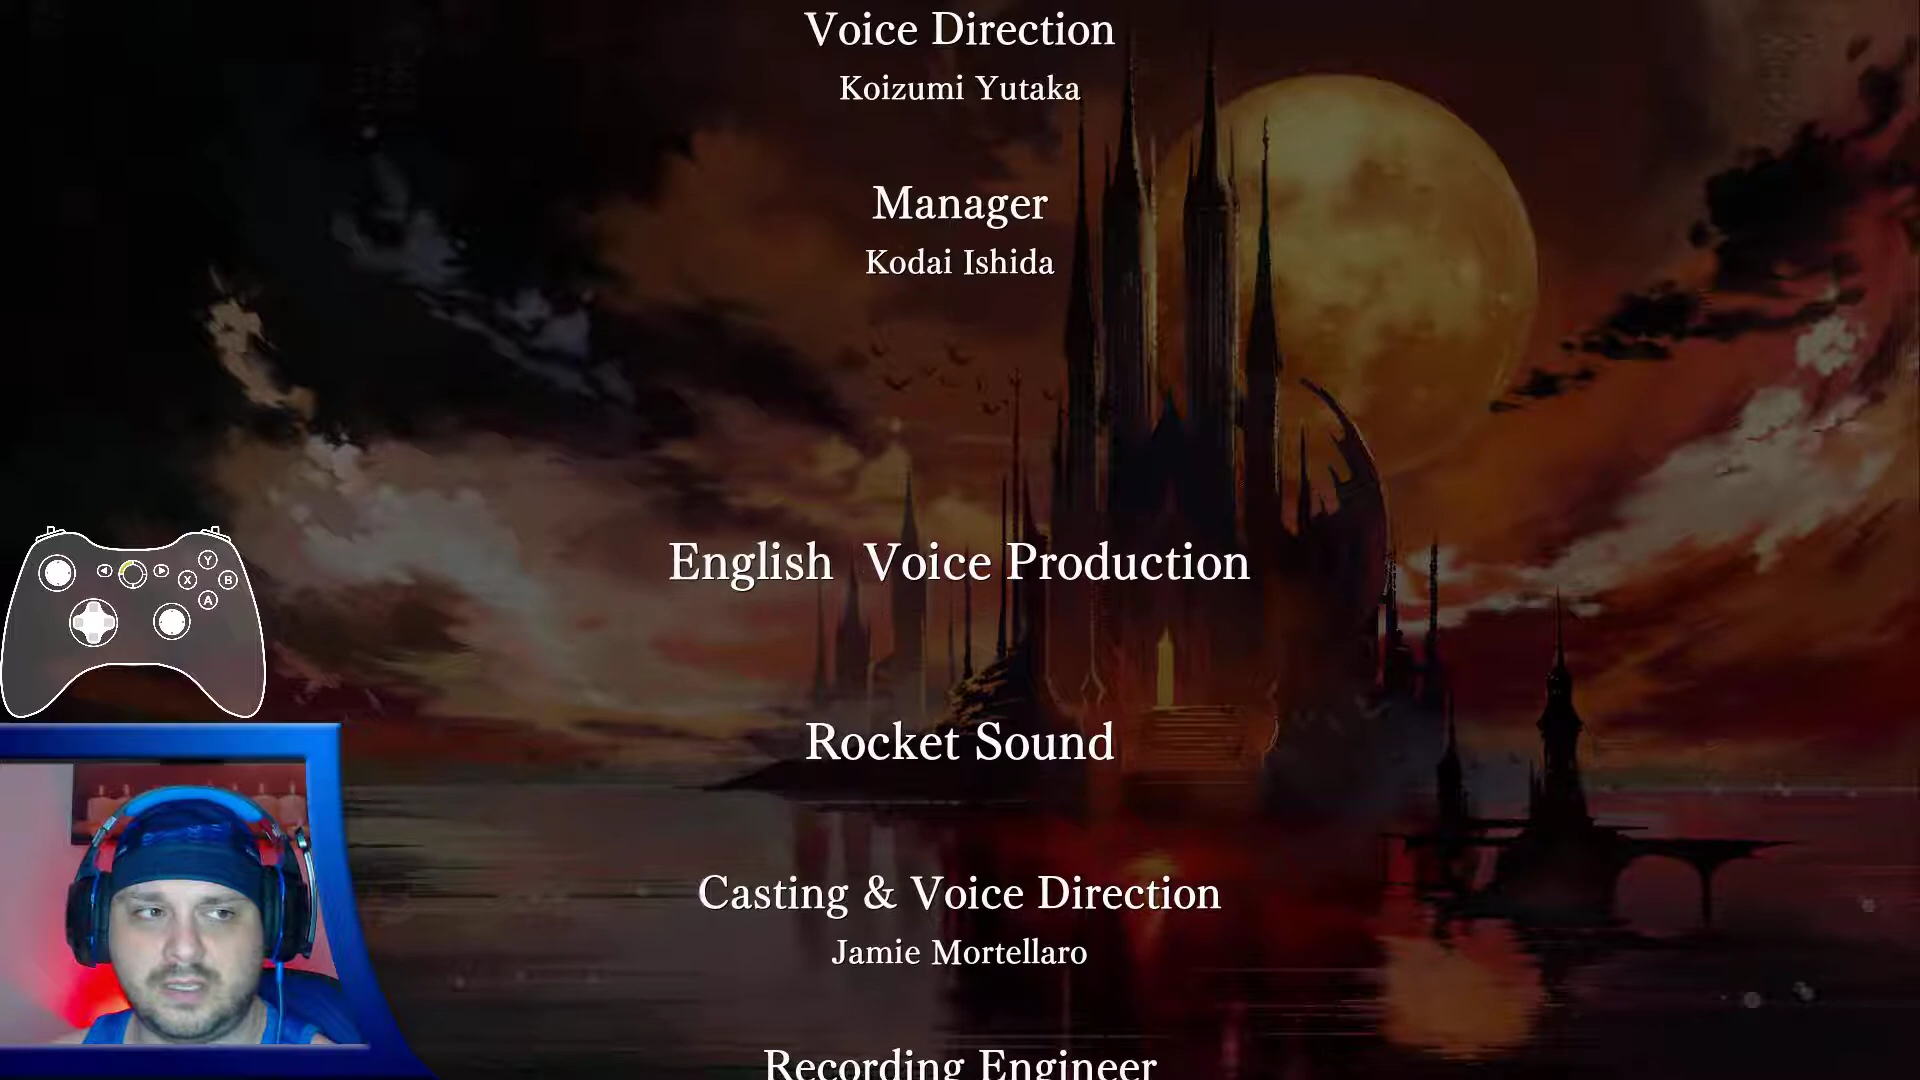 Voice Direction
Koizumi Yutaka
Manager
Kodai Ishida
English Voice Production
Rocket Sound
Casting & Voice Direction
Jamie Mortellaro
Recording Engineer
Y
X
B
A